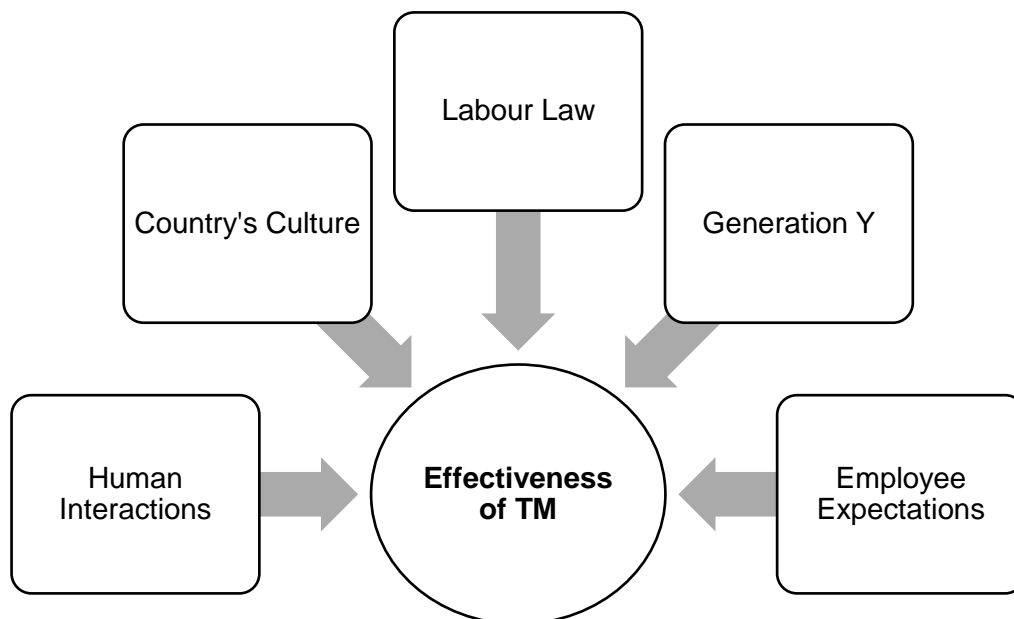 Labour Law
Country's Culture
Generation Y
Human
Interactions
Effectiveness
of TM
Employee
Expectations